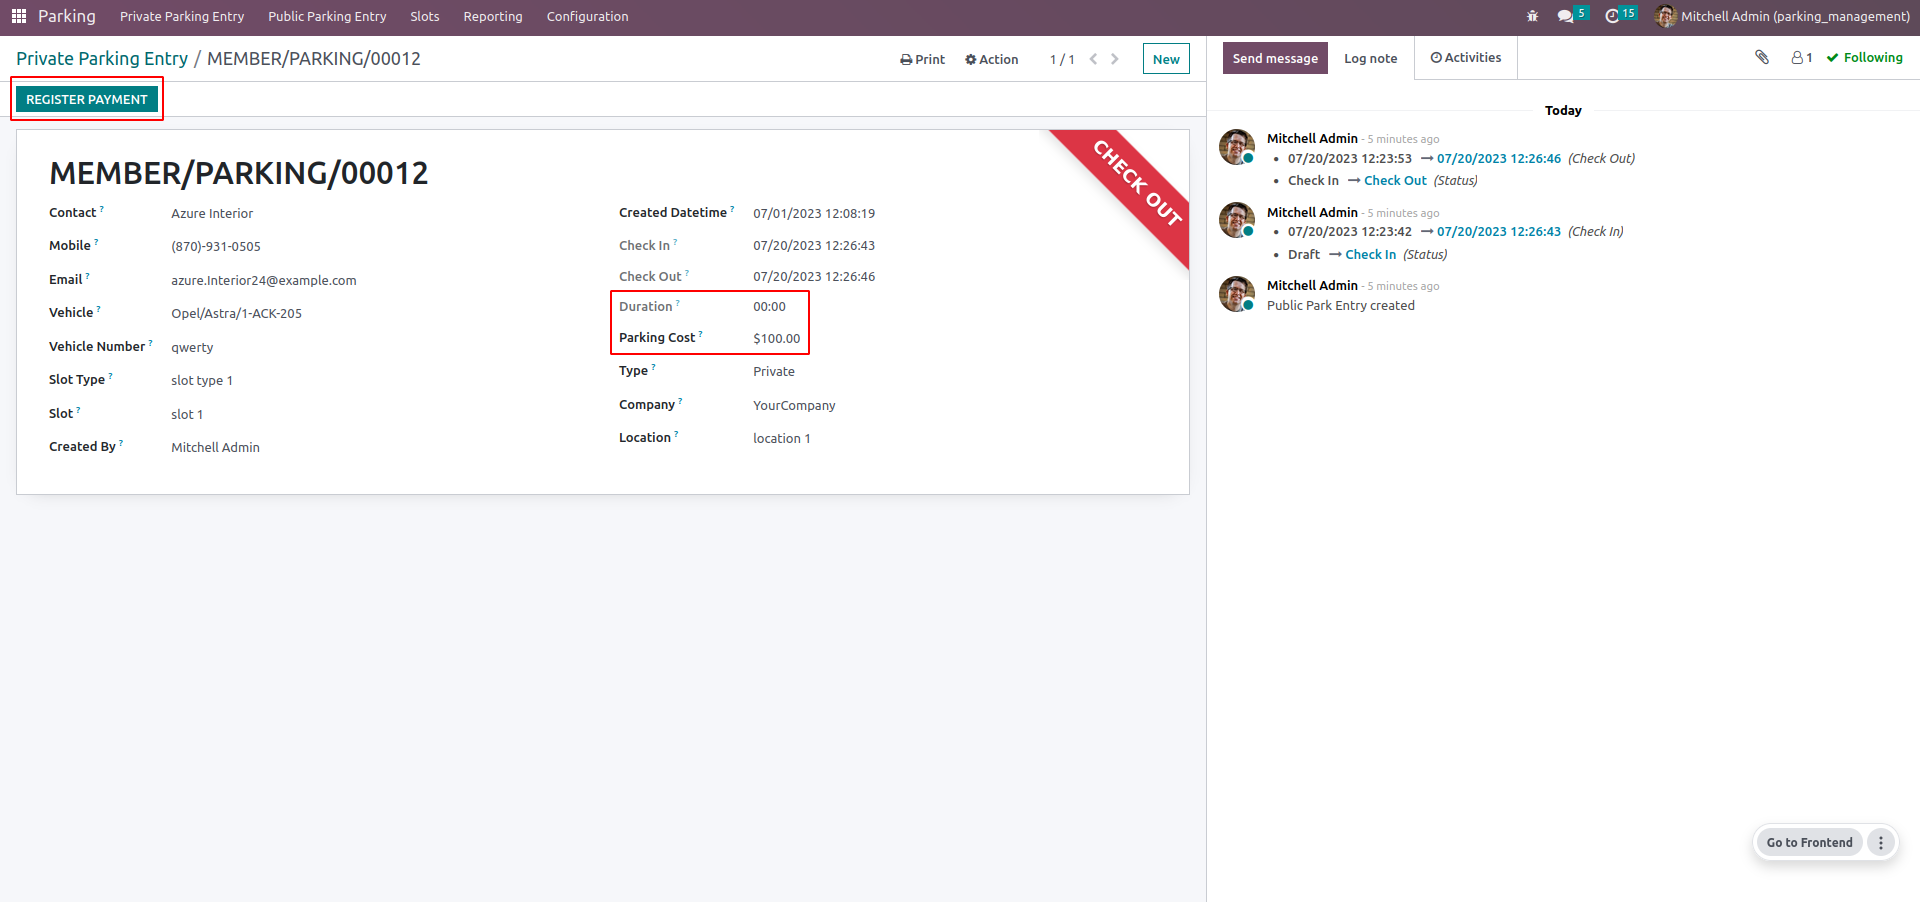 Parking Private Parking Entry Public Parking Entry Slots Reporting Configuration 5 15 Mitchell Admin (parking_management)
Private Parking Entry / MEMBER/PARKING/00012 Print Action 1 / 1 New
REGISTER PAYMENT
CHECK OUT
MEMBER/PARKING/00012
Contact ? Azure Interior
Mobile ? (870)-931-0505
Email ? azure.Interior24@example.com
Vehicle ? Opel/Astra/1-ACK-205
Vehicle Number ? qwerty
Slot Type ? slot type 1
Slot ? slot 1
Created By ? Mitchell Admin
Created Datetime ? 07/01/2023 12:08:19
Check In ? 07/20/2023 12:26:43
Check Out ? 07/20/2023 12:26:46
Duration ? 00:00
Parking Cost ? $100.00
Type ? Private
Company ? YourCompany
Location ? location 1
Send message Log note Activities 1 Following
Today
Mitchell Admin - 5 minutes ago
• 07/20/2023 12:23:53 → 07/20/2023 12:26:46 (Check Out)
• Check In → Check Out (Status)
Mitchell Admin - 5 minutes ago
• 07/20/2023 12:23:42 → 07/20/2023 12:26:43 (Check In)
• Draft → Check In (Status)
Mitchell Admin - 5 minutes ago
Public Park Entry created
Go to Frontend